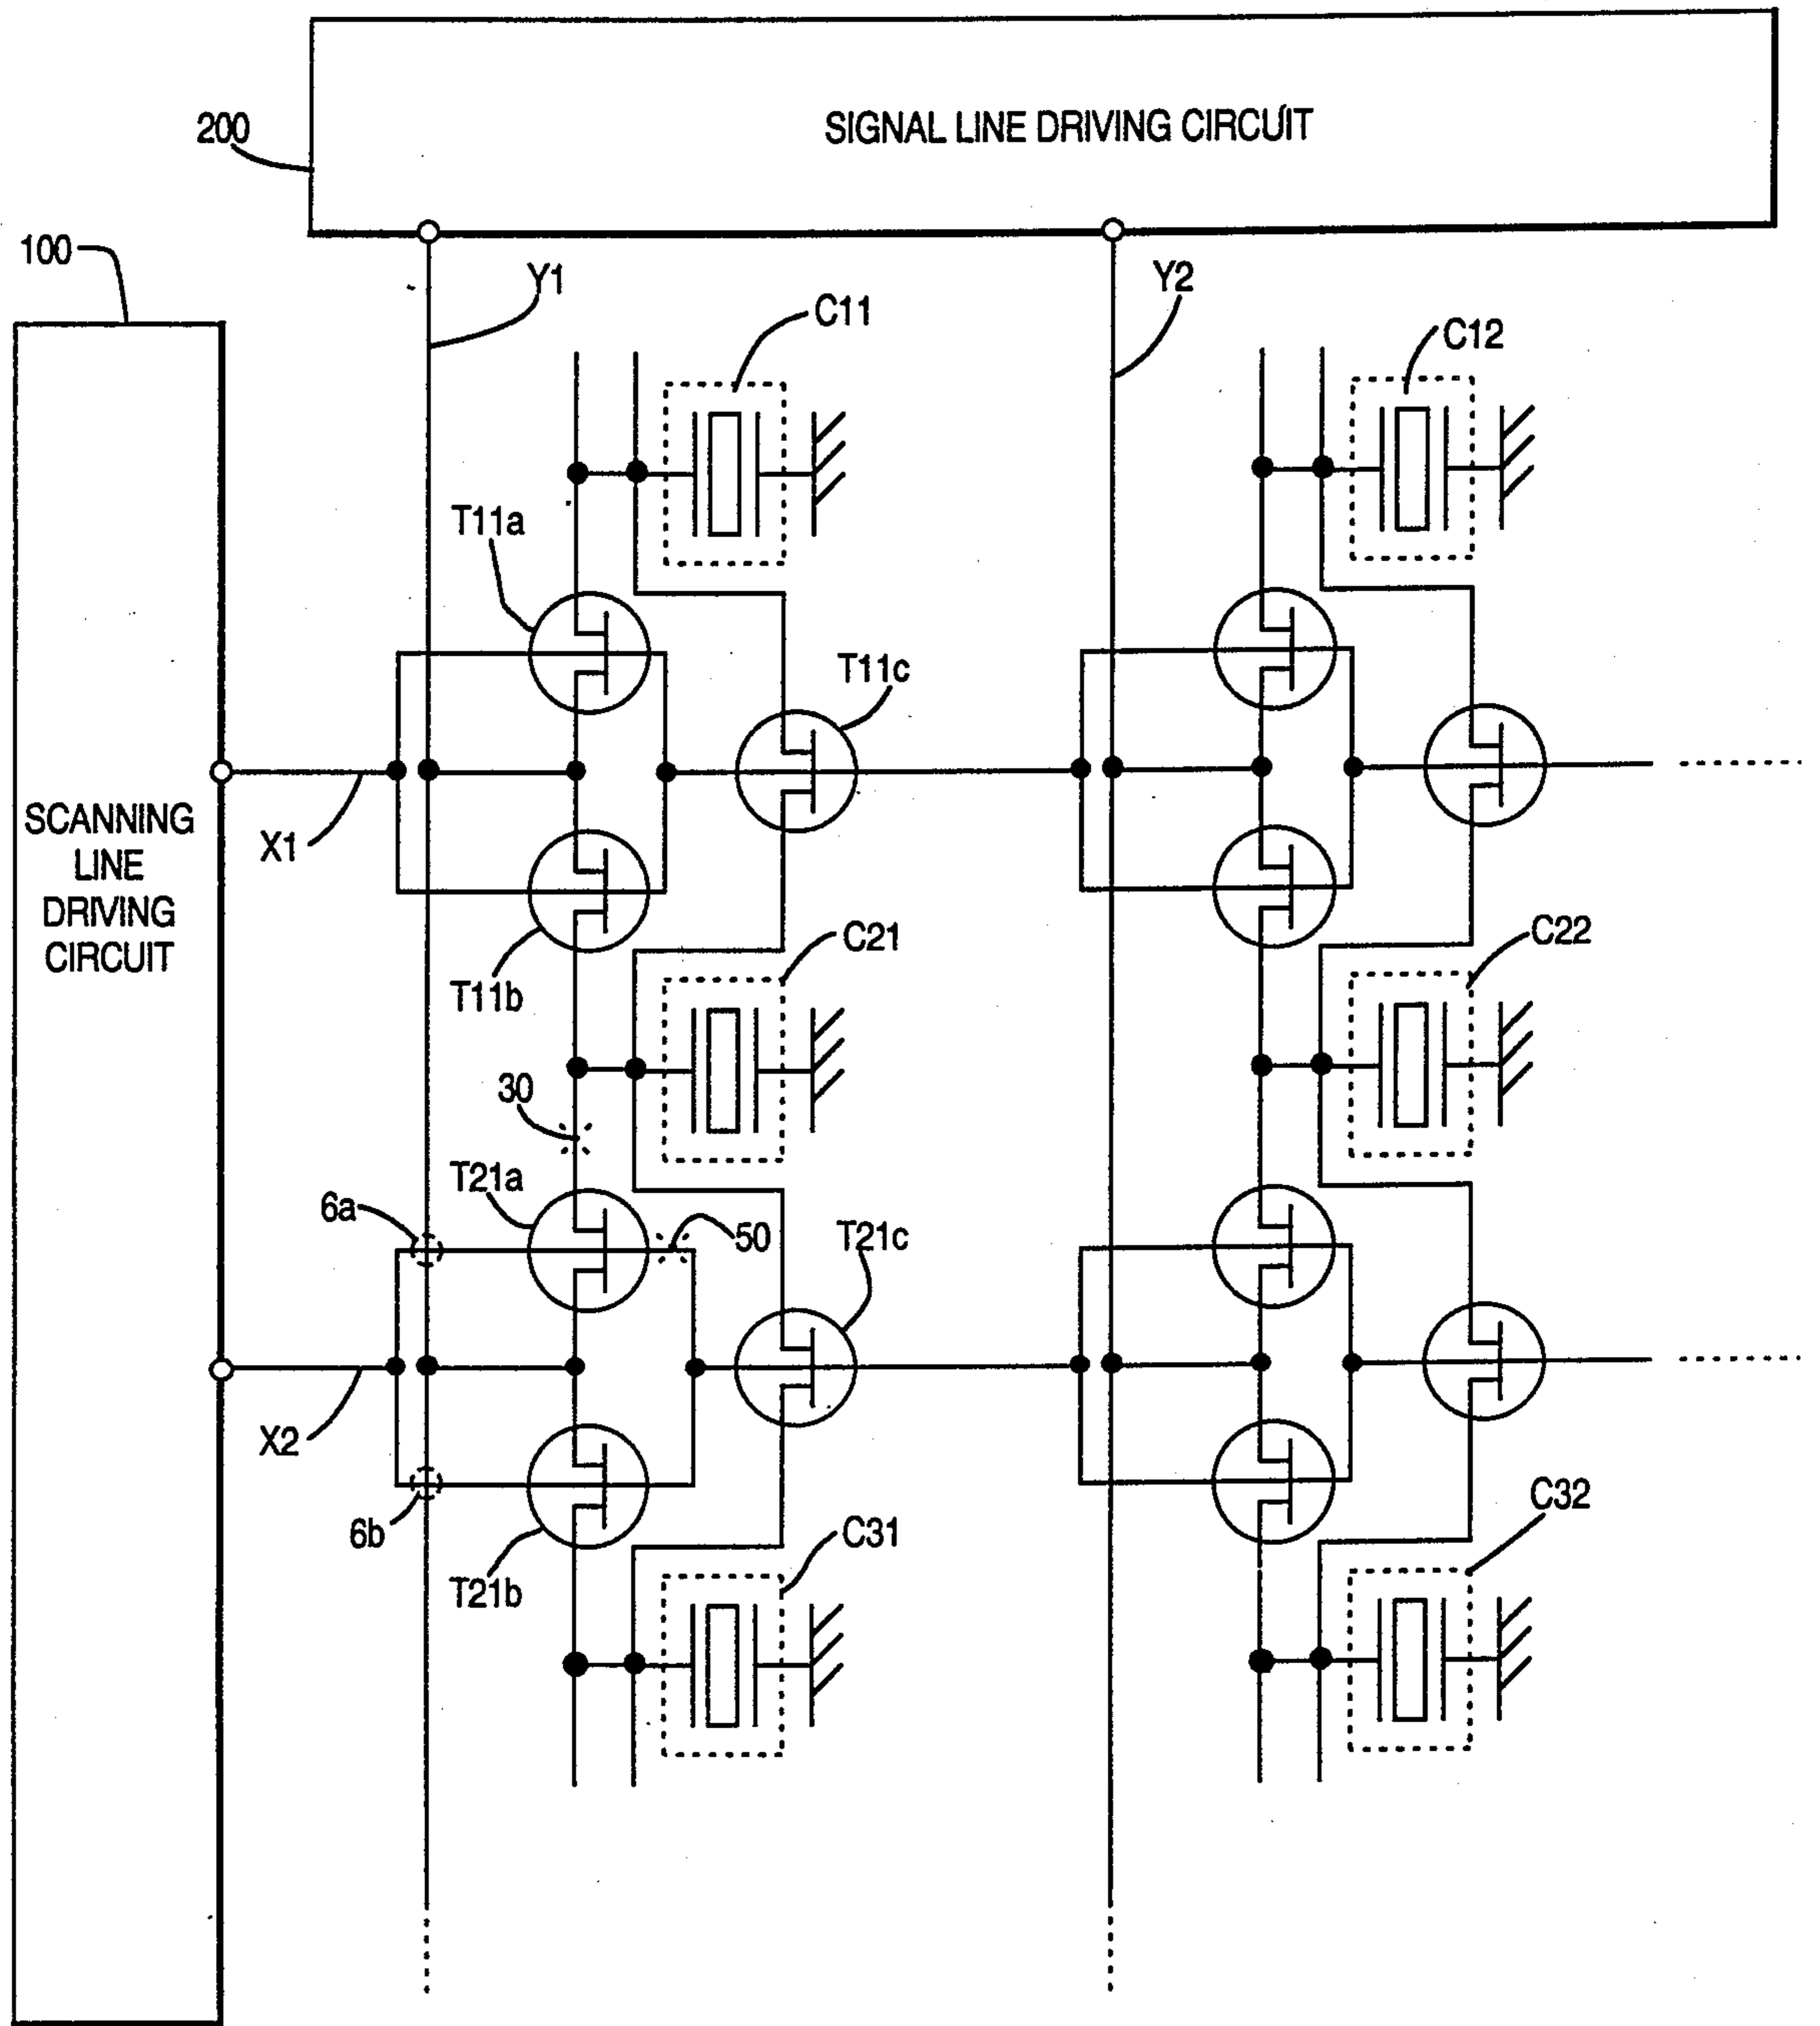 200
SIGNAL LINE DRIVING CIRCUIT
100
Y1
Y2
C11
C12
T11a
T11c
SCANNING
LINE
DRIVING
CIRCUIT
X1
T11b
C21
C22
30
T21a
6a
50
T21c
X2
6b
T21b
C31
C32